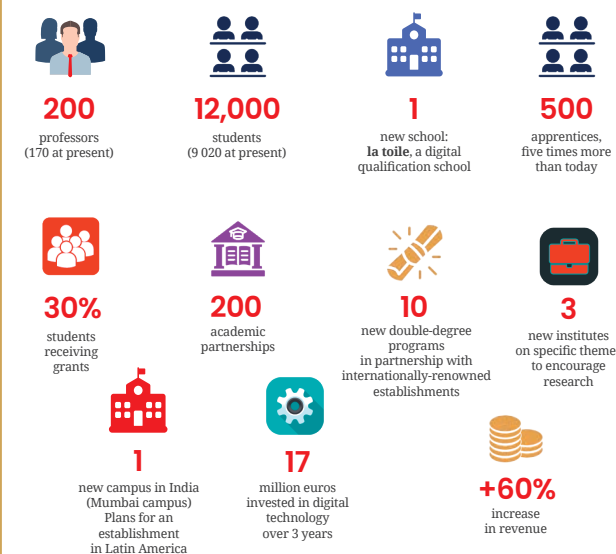 200
professors
(170 at present)
12,000
students
(9 020 at present)
1
new school:
la toile, a digital
qualification school
500
apprentices,
five times more
than today
30%
students
receiving
grants
200
academic
partnerships
10
new double-degree
programs
in partnership with
internationally-renowned
establishments
3
new institutes
on specific theme
to encourage
research
1
new campus in India
(Mumbai campus)
Plans for an
establishment
in Latin America
17
million euros
invested in digital
technology
over 3 years
+60%
increase
in revenue